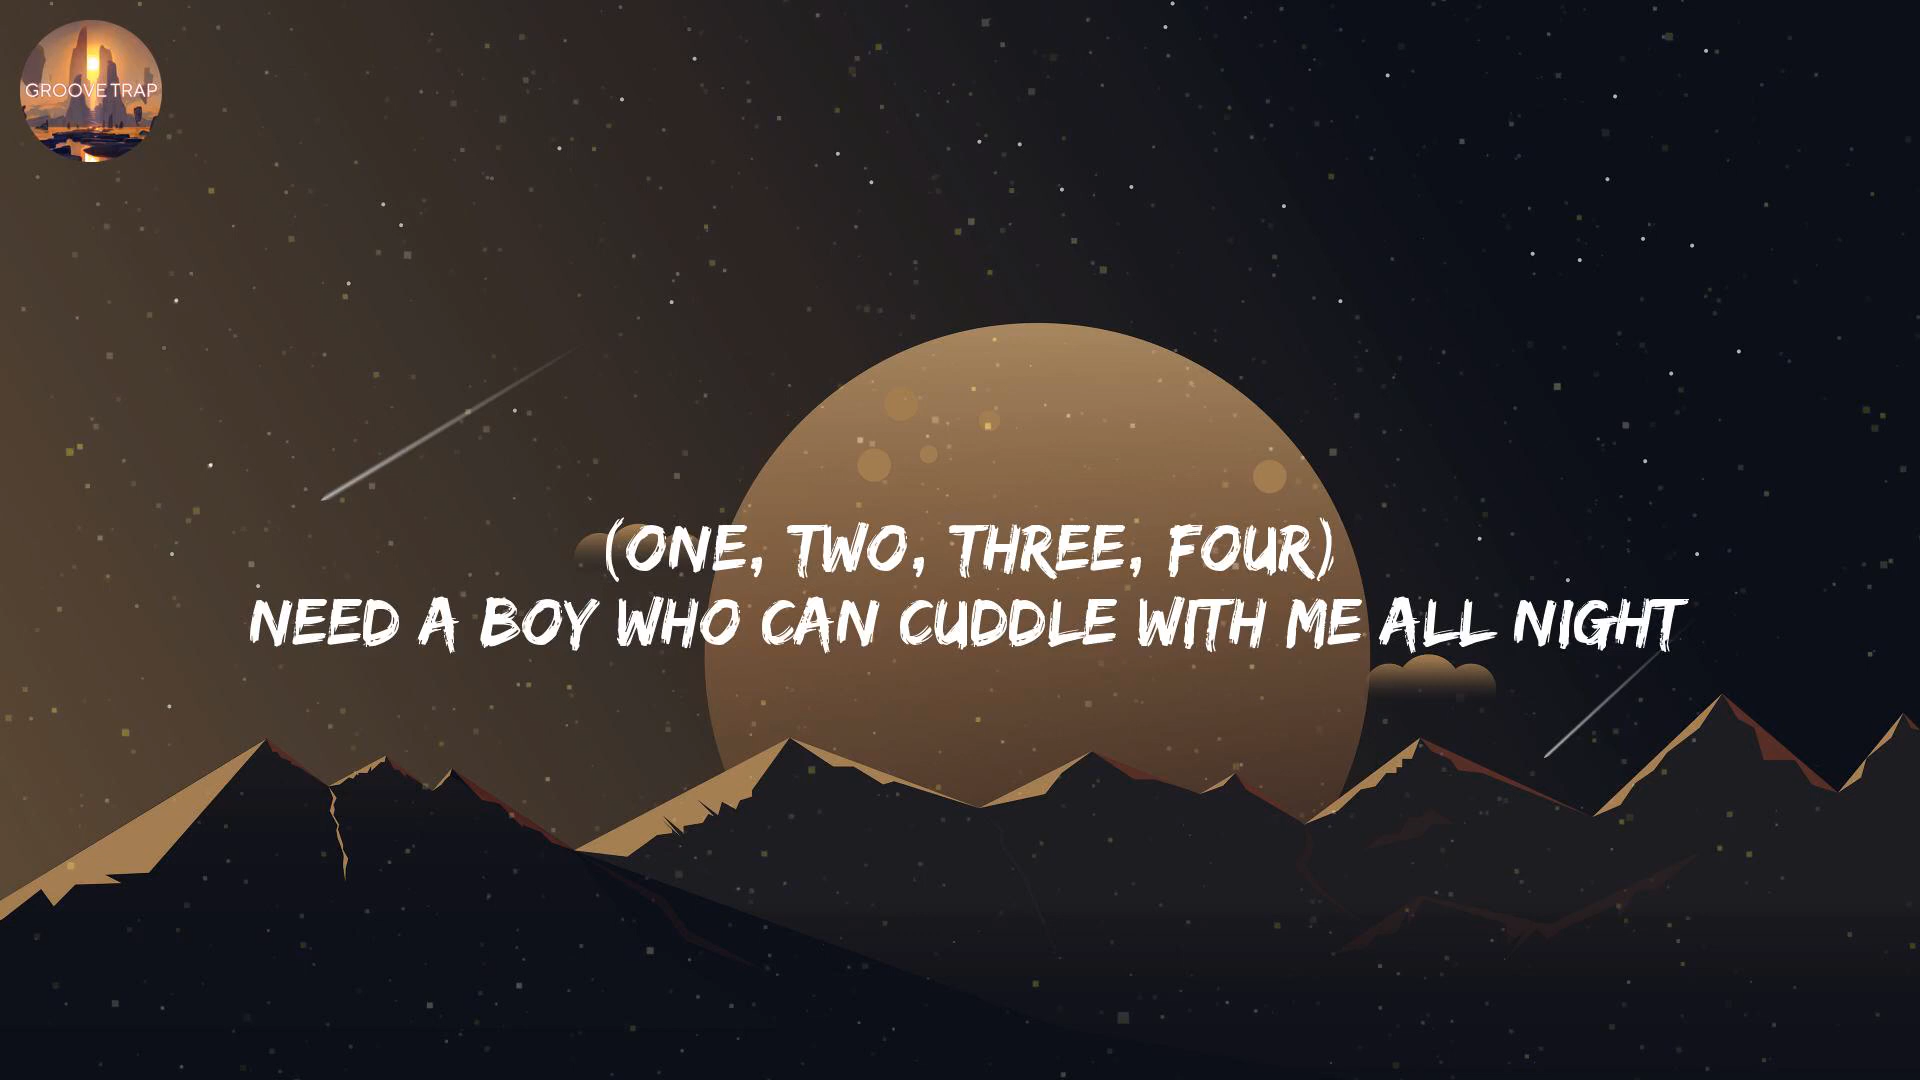 GROOVE TRAP
(ONE, TWO, THREE, FOUR)
NEED A BOY WHO CAN CUDDLE WITH ME ALL NIGHT